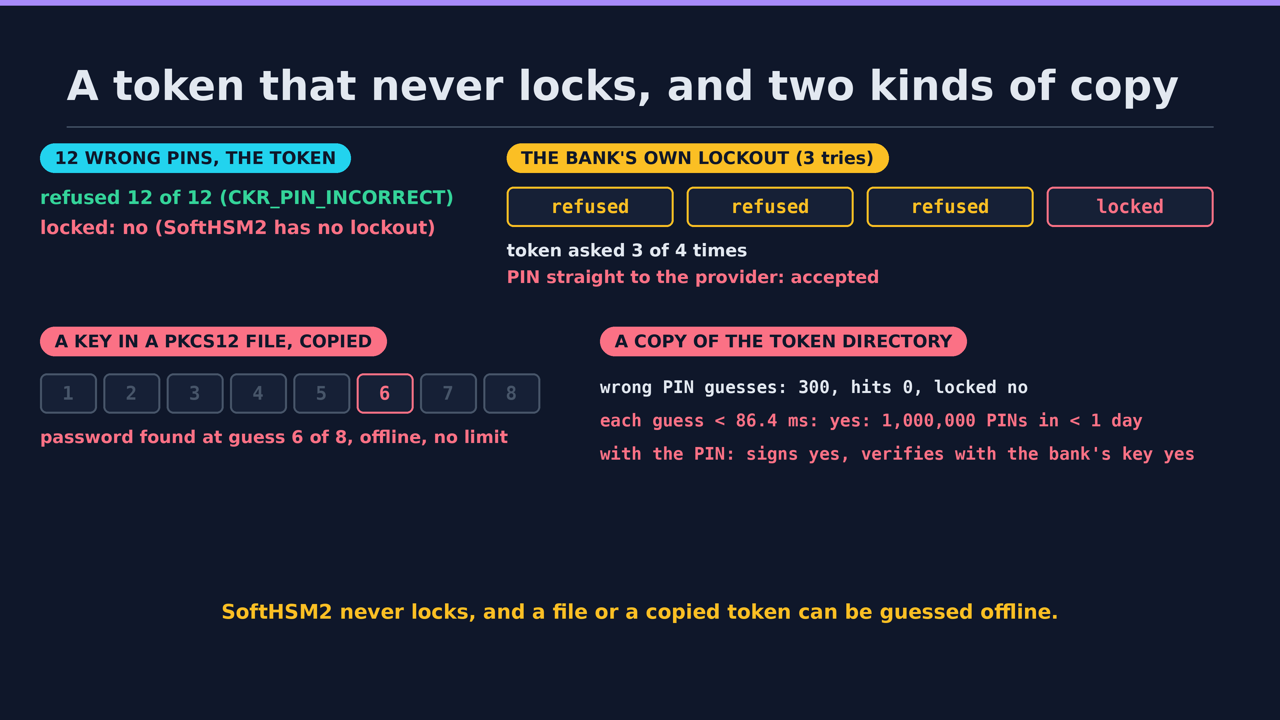 A token that never locks, and two kinds of copy
12 WRONG PINS, THE TOKEN
refused 12 of 12 (CKR_PIN_INCORRECT)
locked: no (SoftHSM2 has no lockout)
THE BANK'S OWN LOCKOUT (3 tries)
refused refused refused locked
token asked 3 of 4 times
PIN straight to the provider: accepted
A KEY IN A PKCS12 FILE, COPIED
1 2 3 4 5 6 7 8
password found at guess 6 of 8, offline, no limit
A COPY OF THE TOKEN DIRECTORY
wrong PIN guesses: 300, hits 0, locked no
each guess < 86.4 ms: yes: 1,000,000 PINs in < 1 day
with the PIN: signs yes, verifies with the bank's key yes
SoftHSM2 never locks, and a file or a copied token can be guessed offline.